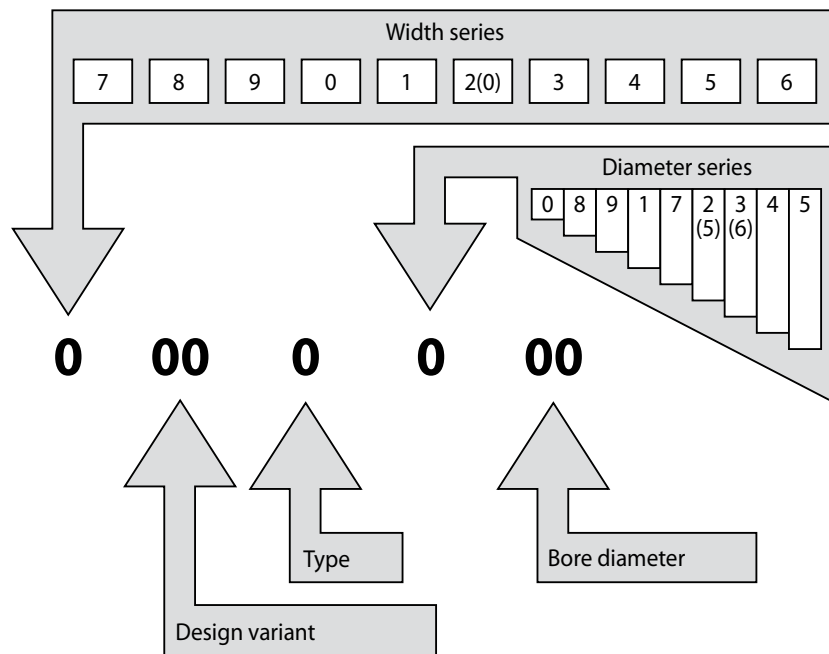 Width series
7 8 9 0 1 2(0) 3 4 5 6
Diameter series
0 8 9 1 7 2 3 4 5
(5) (6)
0 00 0 0 00
Type
Bore diameter
Design variant